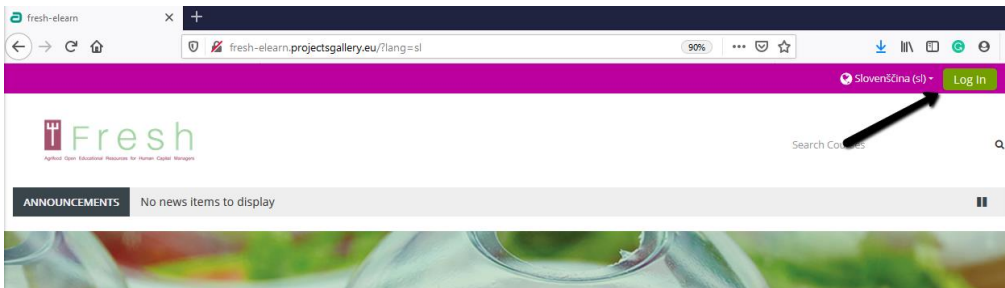 fresh-elearn
fresh-elearn.projectsgallery.eu/?lang=sl
90%
Slovenščina (sl)
Log In
Fresh
Agrifood Open Educational Resources for Human Capital Managers
Search Courses
ANNOUNCEMENTS
No news items to display